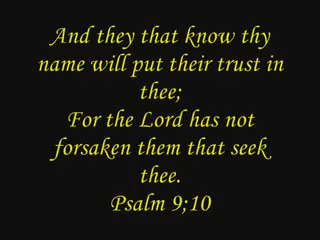 And they that know thy
name will put their trust in
thee;
For the Lord has not
forsaken them that seek
thee.
Psalm 9;10